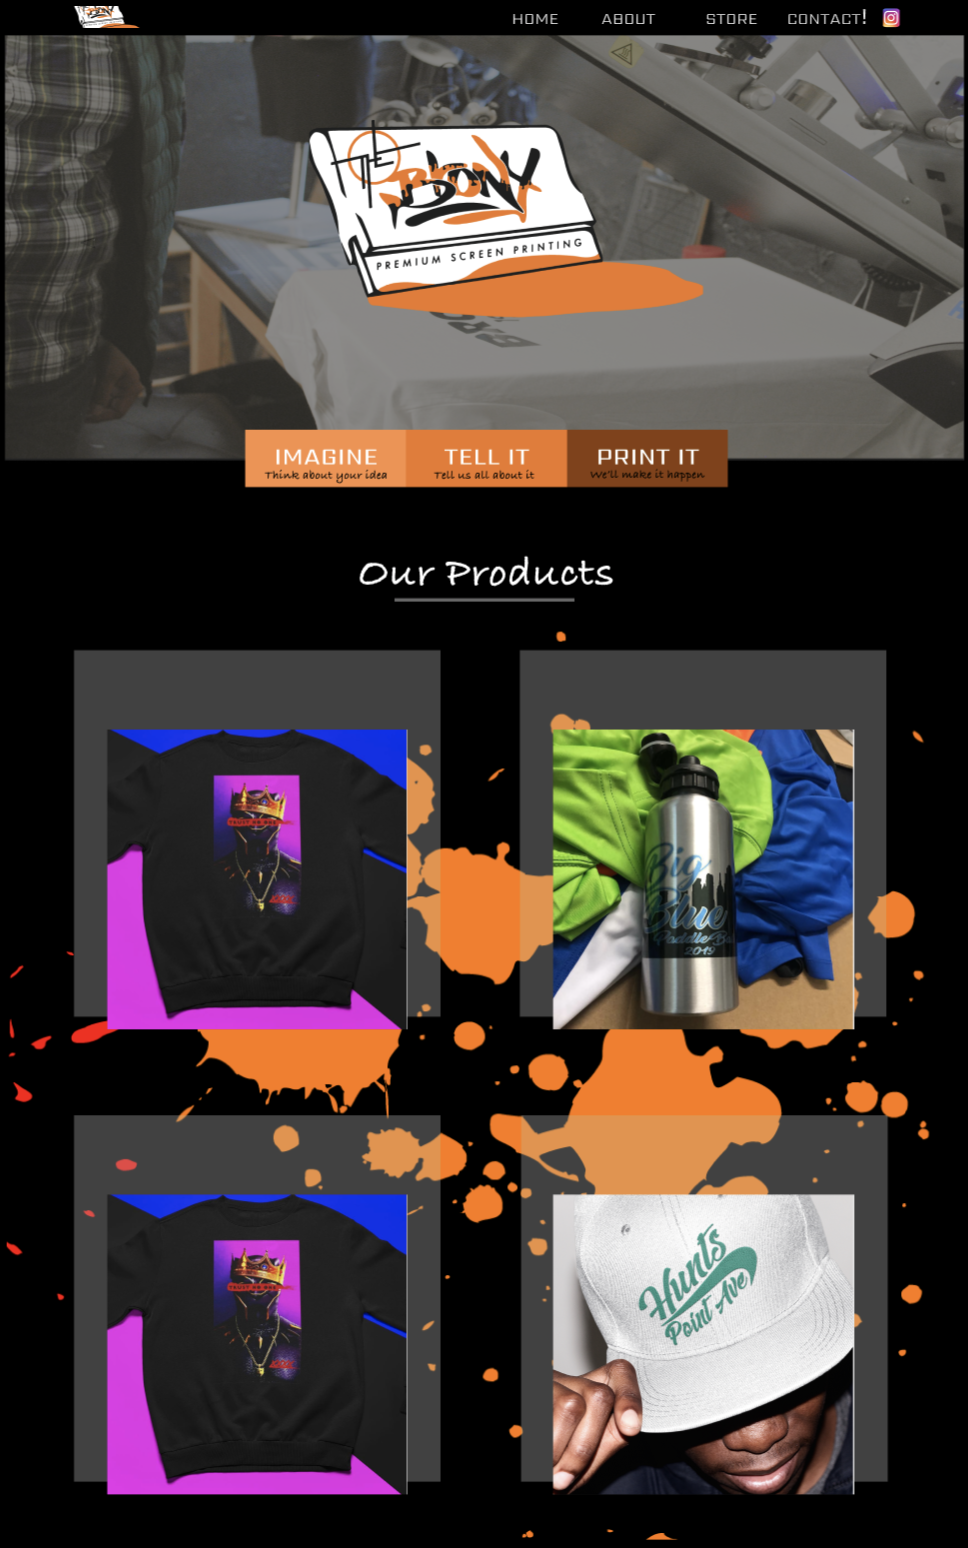 HOME ABOUT STORE CONTACT!
THE
BRONX
PREMIUM SCREEN PRINTING
IMAGINE
Think about your idea
TELL IT
Tell us all about it
PRINT IT
We'll make it happen
Our Products
Big
Blue
Paddle
2019
Hunts
Point Ave
Hunts